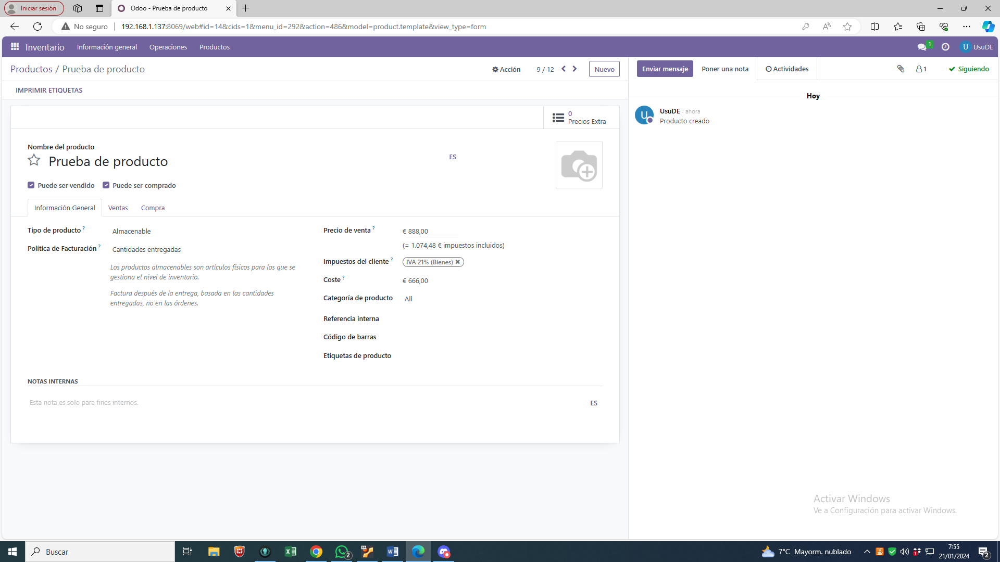 Iniciar sesión
Odoo - Prueba de producto
No seguro
192.168.1.137:8069/web#id=14&cids=1&menu_id=292&action=486&model=product.template&view_type=form
Inventario Información general Operaciones Productos
1
U UsuDE
Productos / Prueba de producto
Acción
9 / 12
Nuevo
Enviar mensaje Poner una nota Actividades
1
Siguiendo
IMPRIMIR ETIQUETAS
Hoy
0
Precios Extra
U
UsuDE - ahora
Producto creado
Nombre del producto
Prueba de producto
ES
Puede ser vendido Puede ser comprado
Información General Ventas Compra
Tipo de producto ? Almacenable
Política de Facturación ? Cantidades entregadas
Los productos almacenables son artículos físicos para los que se
gestiona el nivel de inventario.
Factura después de la entrega, basada en las cantidades
entregadas, no en las órdenes.
Precio de venta ? € 888,00
(= 1.074,48 € impuestos incluidos)
Impuestos del cliente ? IVA 21% (Bienes)
Coste ? € 666,00
Categoría de producto All
Referencia interna
Código de barras
Etiquetas de producto
NOTAS INTERNAS
Esta nota es solo para fines internos.
ES
Activar Windows
Ve a Configuración para activar Windows.
Buscar
2
7°C Mayorm. nublado
7:55
21/01/2024
2